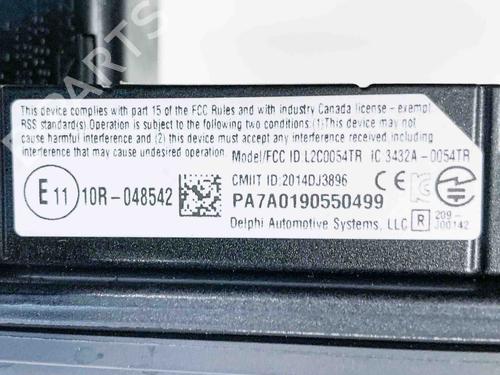 This device complies with part 15 of the FCC Rules and with industry Canada license - exempt
RSS standard(s) Operation is subject to the following two conditions: (1)This device may not
cause harmful interference and (2) this device must accept any interference received
including interference that may cause undesired operation.
Model/FCC ID L2C0054TR IC 3432A-0054TR
E11 10R-048542
CMIIT ID:2014DJ3896 CE
PA7A0190550499
Delphi Automotive Systems, LLC
R 209-
J00142